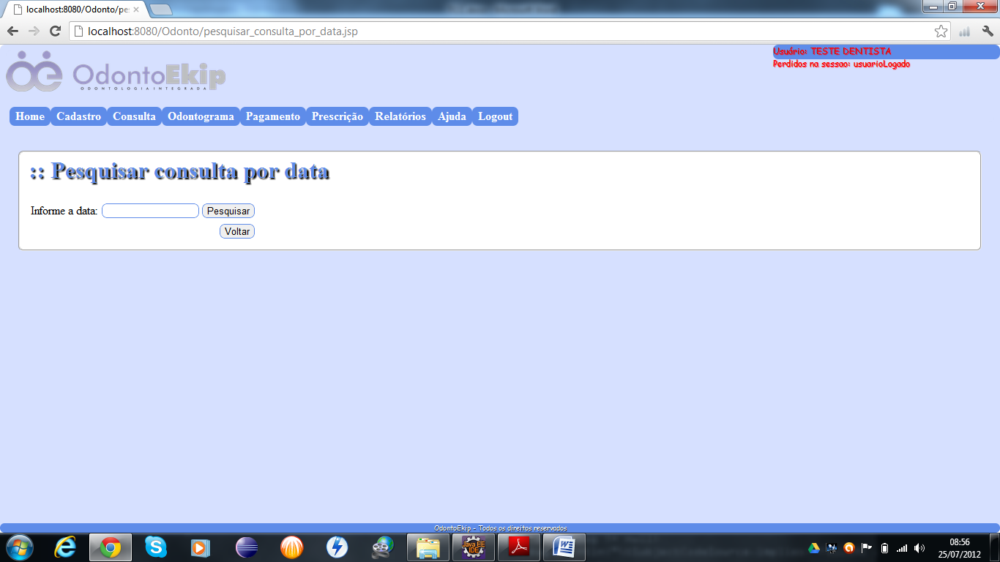 localhost:8080/Odonto/pe
localhost:8080/Odonto/pesquisar_consulta_por_data.jsp
Usuário: TESTE DENTISTA
Perdidos na sessao: usuarioLogado
OdontoEkip
ODONTOLOGIAINTEGRADA
Home Cadastro Consulta Odontograma Pagamento Prescrição Relatórios Ajuda Logout
:: Pesquisar consulta por data
Informe a data: Pesquisar
Voltar
OdontoEkip - Todos os direitos reservados
Java EE
IDE
08:56
25/07/2012